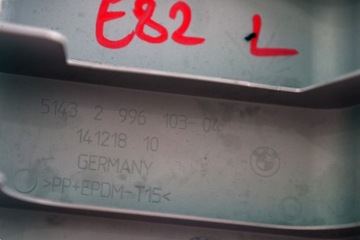 E82 L
5143 2 996 103-04
141218 10
GERMANY
>PP+EPDM-T15<